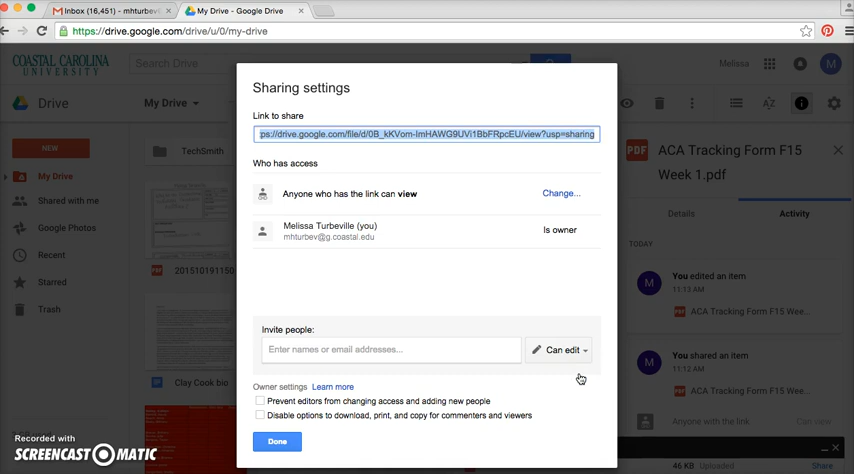 Inbox (16,451) - mhturbev
My Drive - Google Drive
https://drive.google.com/drive/u/0/my-drive
COASTAL CAROLINA
UNIVERSITY
Search Drive
Melissa
M
Drive
My Drive
NEW
My Drive
Shared with me
Google Photos
Recent
Starred
Trash
TechSmith
201510191150
Clay Cook bio
Sharing settings
Link to share
ps://drive.google.com/file/d/0B_kKVom-ImHAWG9UVi1BbFRpcEU/view?usp=sharing
Who has access
Anyone who has the link can view
Change...
Melissa Turbeville (you)
mhturbev@g.coastal.edu
Is owner
Invite people:
Enter names or email addresses...
Can edit
Owner settings Learn more
Prevent editors from changing access and adding new people
Disable options to download, print, and copy for commenters and viewers
Done
PDF
ACA Tracking Form F15
Week 1.pdf
Details
Activity
TODAY
M
You edited an item
11:13 AM
PDF
ACA Tracking Form F15 Wee...
M
You shared an item
11:12 AM
PDF
ACA Tracking Form F15 Wee...
Anyone with the link
Can view
46 KB Uploaded
Share
Recorded with
SCREENCAST MATIC